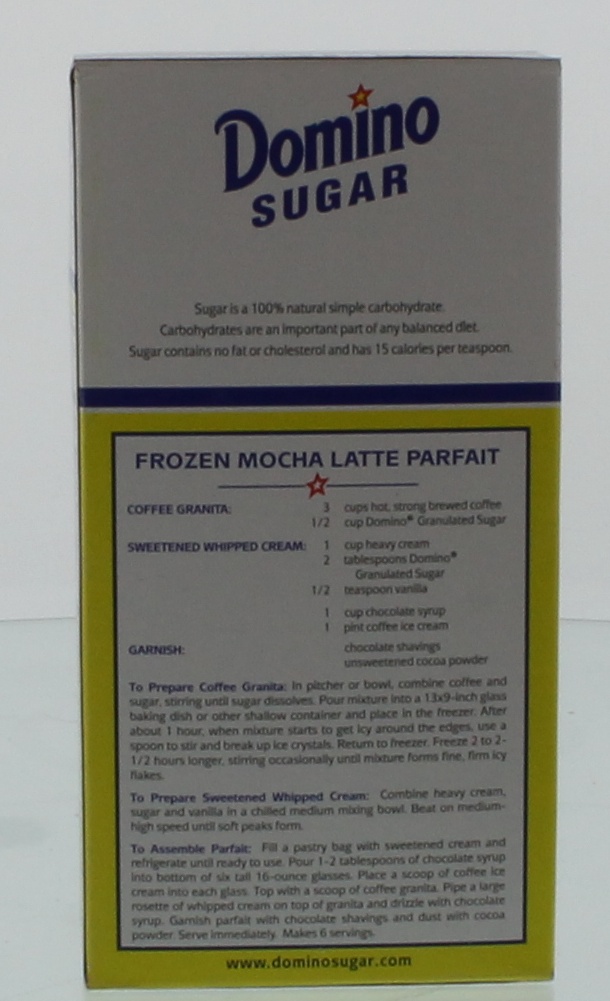 Domino
SUGAR
Sugar is a 100% natural simple carbohydrate.
Carbohydrates are an important part of any balanced diet.
Sugar contains no fat or cholesterol and has 15 calories per teaspoon.
FROZEN MOCHA LATTE PARFAIT
COFFEE GRANITA: 3 cups hot, strong brewed coffee
1/2 cup Domino® Granulated Sugar
SWEETENED WHIPPED CREAM: 1 cup heavy cream
2 tablespoons Domino®
Granulated Sugar
1/2 teaspoon vanilla
1 cup chocolate syrup
1 pint coffee ice cream
GARNISH: chocolate shavings
unsweetened cocoa powder
To Prepare Coffee Granita: In pitcher or bowl, combine coffee and
sugar, stirring until sugar dissolves. Pour mixture into a 13x9-inch glass
baking dish or other shallow container and place in the freezer. After
about 1 hour, when mixture starts to get icy around the edges, use a
spoon to stir and break up ice crystals. Return to freezer. Freeze 2 to 2-
1/2 hours longer, stirring occasionally until mixture forms fine, firm icy
flakes.
To Prepare Sweetened Whipped Cream: Combine heavy cream,
sugar and vanilla in a chilled medium mixing bowl. Beat on medium-
high speed until soft peaks form.
To Assemble Parfait: Fill a pastry bag with sweetened cream and
refrigerate until ready to use. Pour 1-2 tablespoons of chocolate syrup
into bottom of six tall 16-ounce glasses. Place a scoop of coffee ice
cream into each glass. Top with a scoop of coffee granita. Pipe a large
rosette of whipped cream on top of granita and drizzle with chocolate
syrup. Garnish parfait with chocolate shavings and dust with cocoa
powder. Serve immediately. Makes 6 servings.
www.dominosugar.com